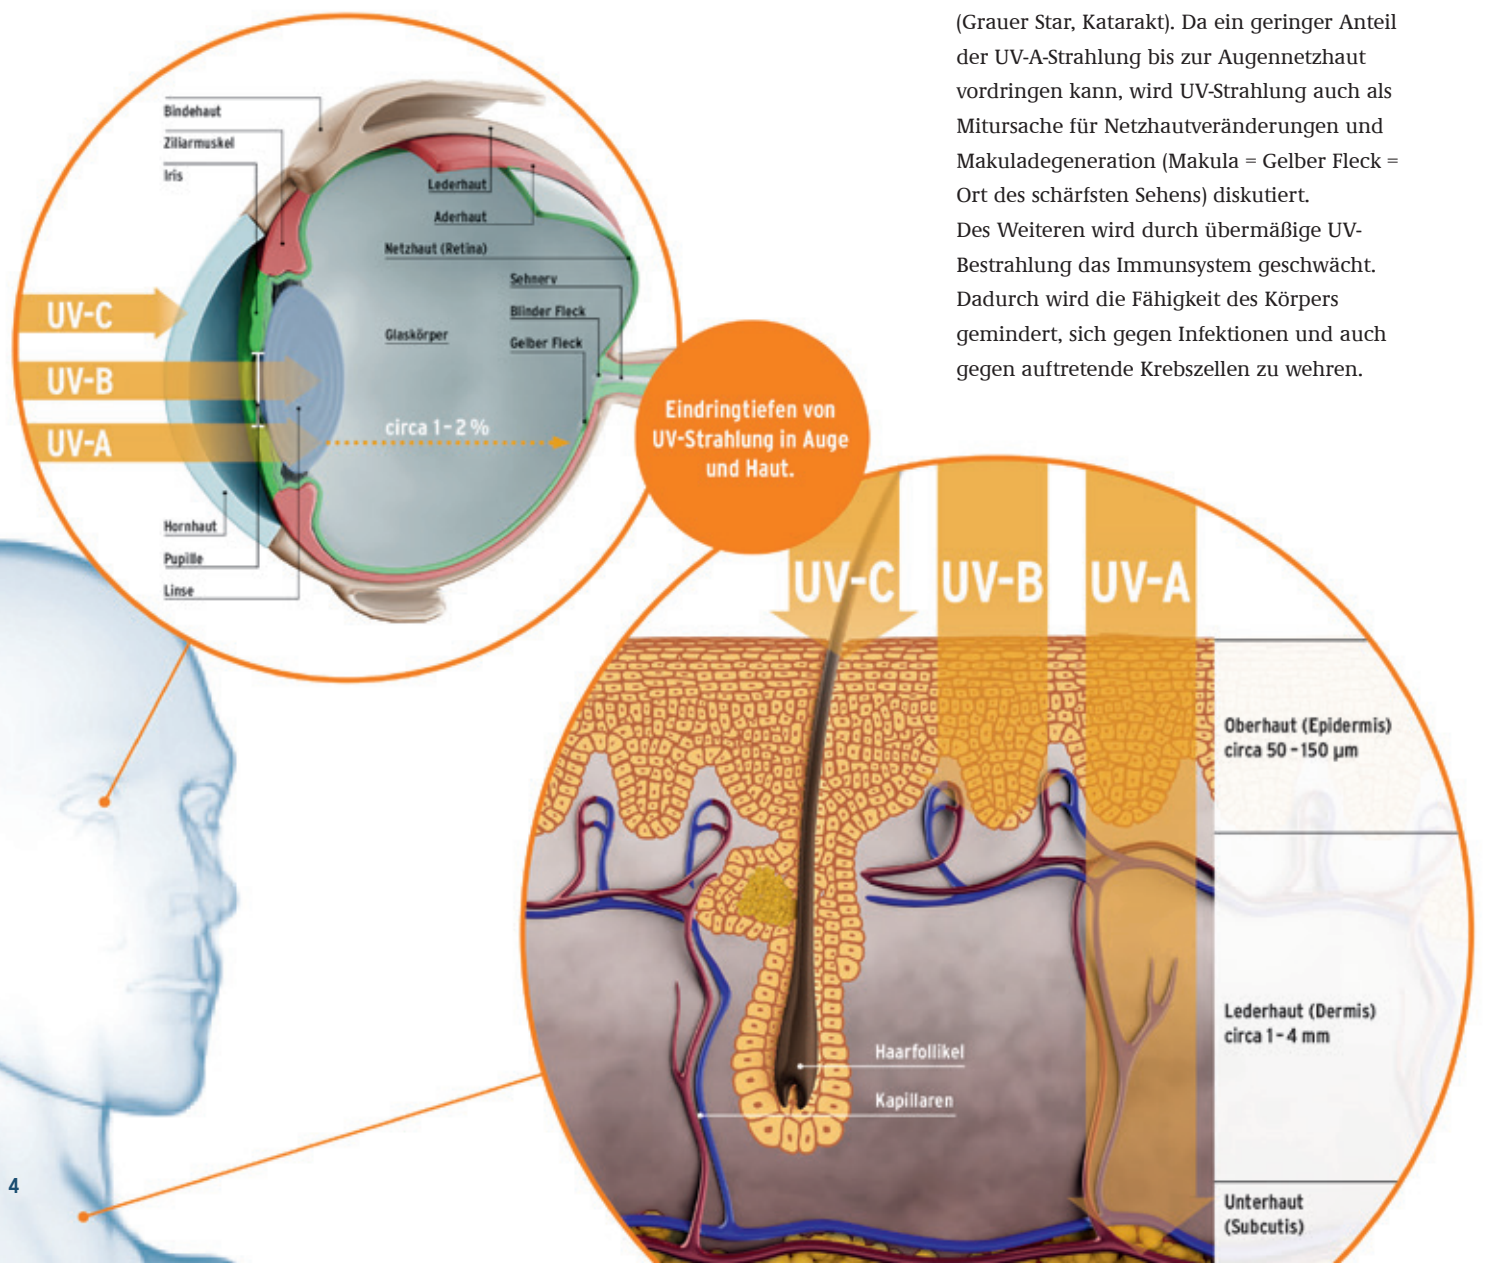 (Grauer Star, Katarakt). Da ein geringer Anteil
der UV-A-Strahlung bis zur Augennetzhaut
vordringen kann, wird UV-Strahlung auch als
Mitursache für Netzhautveränderungen und
Makuladegeneration (Makula = Gelber Fleck =
Ort des schärfsten Sehens) diskutiert.
Des Weiteren wird durch übermäßige UV-
Bestrahlung das Immunsystem geschwächt.
Dadurch wird die Fähigkeit des Körpers
gemindert, sich gegen Infektionen und auch
gegen auftretende Krebszellen zu wehren.
Bindehaut
Ziliarmuskel
Iris
Lederhaut
Aderhaut
Netzhaut (Retina)
Sehnerv
Blinder Fleck
Gelber Fleck
Glaskörper
UV-C
UV-B
UV-A
circa 1–2 %
Hornhaut
Pupille
Linse
Eindringtiefen von
UV-Strahlung in Auge
und Haut.
UV-C
UV-B
UV-A
Oberhaut (Epidermis)
circa 50–150 µm
Lederhaut (Dermis)
circa 1–4 mm
Haarfollikel
Kapillaren
Unterhaut
(Subcutis)
4